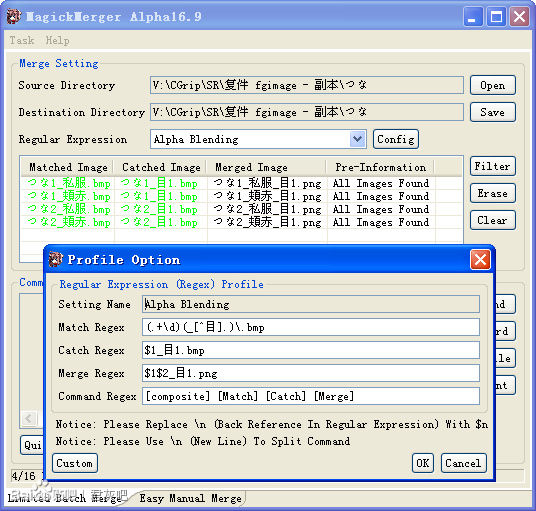 MagickMerger Alpha16.9
Task Help
Merge Setting
Source Directory V:\CGrip\SR\复件 fgimage - 副本\つな Open
Destination Directory V:\CGrip\SR\复件 fgimage - 副本\つな Save
Regular Expression Alpha Blending Config
Matched Image Catched Image Merged Image Pre-Information Filter
つな1_私服.bmp つな1_目1.bmp つな1_私服_目1.png All Images Found
つな1_頬赤.bmp つな1_目1.bmp つな1_頬赤_目1.png All Images Found Erase
つな2_私服.bmp つな2_目1.bmp つな2_私服_目1.png All Images Found
つな2_頬赤.bmp つな2_目1.bmp つな2_頬赤_目1.png All Images Found Clear
Profile Option
Regular Expression (Regex) Profile
Setting Name Alpha Blending
Match Regex (.+\d)(_[^目].)\.bmp
Catch Regex $1_目1.bmp
Merge Regex $1$2_目1.png
Command Regex [composite] [Match] [Catch] [Merge]
Notice: Please Replace \n (Back Reference In Regular Expression) With $n
Notice: Please Use \n (New Line) To Split Command
Custom OK Cancel
4/16
Limited Batch Merge Easy Manual Merge